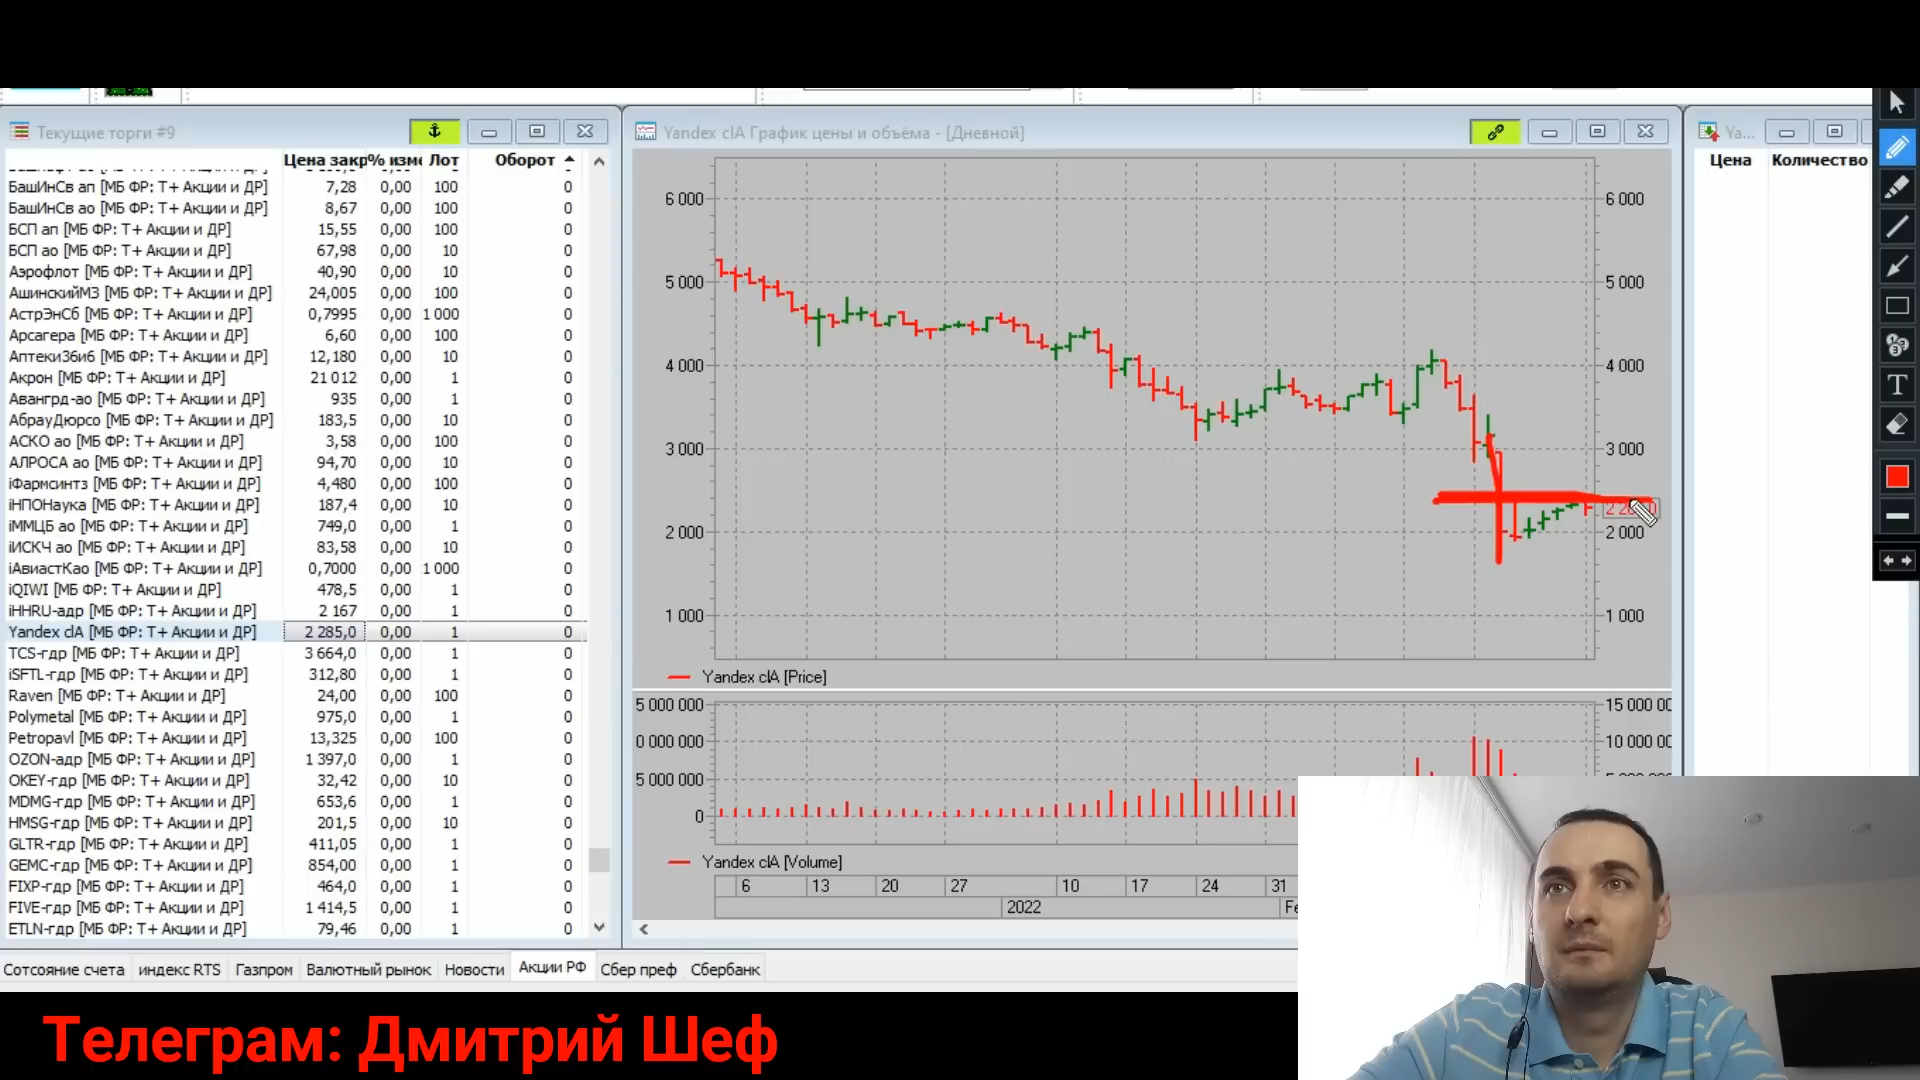 Текущие торги #9
Цена закр % изме Лот Оборот
БашИнСв ап [МБ ФР: Т+ Акции и ДР] 7,28 0,00 100 0
БашИнСв ао [МБ ФР: Т+ Акции и ДР] 8,67 0,00 100 0
БСП ап [МБ ФР: Т+ Акции и ДР] 15,55 0,00 100 0
БСП ао [МБ ФР: Т+ Акции и ДР] 67,98 0,00 10 0
Аэрофлот [МБ ФР: Т+ Акции и ДР] 40,90 0,00 10 0
АшинскийМЗ [МБ ФР: Т+ Акции и ДР] 24,005 0,00 100 0
АстрЭнСб [МБ ФР: Т+ Акции и ДР] 0,7995 0,00 1 000 0
Арсагера [МБ ФР: Т+ Акции и ДР] 6,60 0,00 100 0
Аптеки36и6 [МБ ФР: Т+ Акции и ДР] 12,180 0,00 10 0
Акрон [МБ ФР: Т+ Акции и ДР] 21 012 0,00 1 0
Авангрд-ао [МБ ФР: Т+ Акции и ДР] 935 0,00 1 0
АбрауДюрсо [МБ ФР: Т+ Акции и ДР] 183,5 0,00 10 0
АСКО ао [МБ ФР: Т+ Акции и ДР] 3,58 0,00 100 0
АЛРОСА ао [МБ ФР: Т+ Акции и ДР] 94,70 0,00 10 0
iФармсинтз [МБ ФР: Т+ Акции и ДР] 4,480 0,00 100 0
iНПОНаука [МБ ФР: Т+ Акции и ДР] 187,4 0,00 10 0
iММЦБ ао [МБ ФР: Т+ Акции и ДР] 749,0 0,00 1 0
iИСКЧ ао [МБ ФР: Т+ Акции и ДР] 83,58 0,00 10 0
iАвиастКао [МБ ФР: Т+ Акции и ДР] 0,7000 0,00 1 000 0
iQIWI [МБ ФР: Т+ Акции и ДР] 478,5 0,00 1 0
iHHRU-адр [МБ ФР: Т+ Акции и ДР] 2 167 0,00 1 0
Yandex clA [МБ ФР: Т+ Акции и ДР] 2 285,0 0,00 1 0
TCS-гдр [МБ ФР: Т+ Акции и ДР] 3 664,0 0,00 1 0
iSFTL-гдр [МБ ФР: Т+ Акции и ДР] 312,80 0,00 1 0
Raven [МБ ФР: Т+ Акции и ДР] 24,00 0,00 100 0
Polymetal [МБ ФР: Т+ Акции и ДР] 975,0 0,00 1 0
Petropavl [МБ ФР: Т+ Акции и ДР] 13,325 0,00 100 0
OZON-адр [МБ ФР: Т+ Акции и ДР] 1 397,0 0,00 1 0
OKEY-гдр [МБ ФР: Т+ Акции и ДР] 32,42 0,00 10 0
MDMG-гдр [МБ ФР: Т+ Акции и ДР] 653,6 0,00 1 0
HMSG-гдр [МБ ФР: Т+ Акции и ДР] 201,5 0,00 10 0
GLTR-гдр [МБ ФР: Т+ Акции и ДР] 411,05 0,00 1 0
GEMC-гдр [МБ ФР: Т+ Акции и ДР] 854,00 0,00 1 0
FIXP-гдр [МБ ФР: Т+ Акции и ДР] 464,0 0,00 1 0
FIVE-гдр [МБ ФР: Т+ Акции и ДР] 1 414,5 0,00 1 0
ETLN-гдр [МБ ФР: Т+ Акции и ДР] 79,46 0,00 1 0
Yandex clA График цены и объёма - [Дневной]
6 000 6 000
5 000 5 000
4 000 4 000
3 000 3 000
2 000 2 000
1 000 1 000
Yandex clA [Price]
5 000 000 15 000 00
0 000 000 10 000 00
5 000 000
0
Yandex clA [Volume]
6 13 20 27 10 17 24 31
2022 Fe
Ya...
Цена Количество
T
Сотсояние счета индекс RTS Газпром Валютный рынок Новости Акции РФ Сбер преф Сбербанк
Телеграм: Дмитрий Шеф